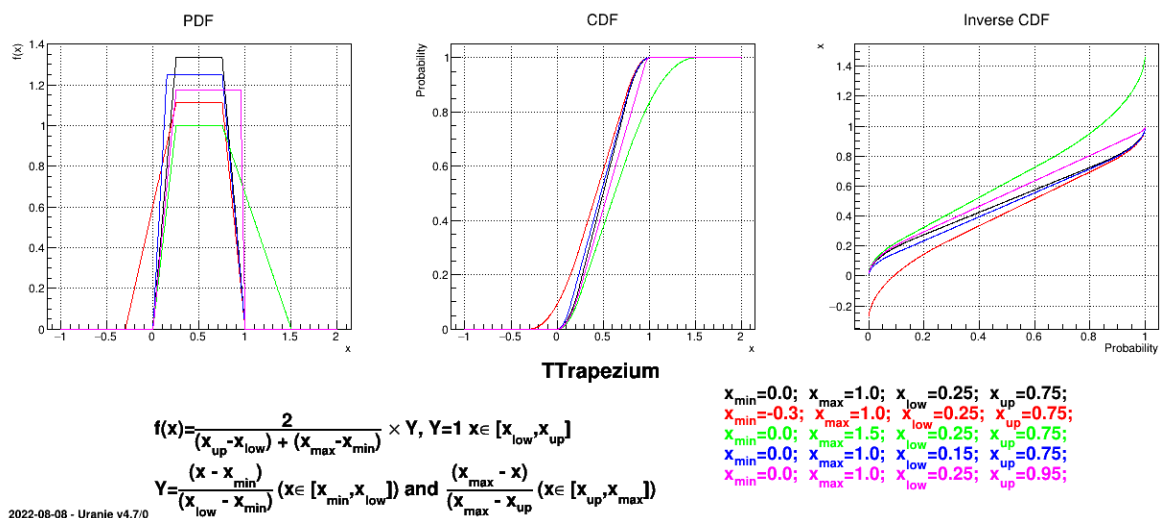 PDF
f(x)
1.4
1.2
1
0.8
0.6
0.4
0.2
0
−1 −0.5 0 0.5 1 1.5 2
x
CDF
Probability
1
0.8
0.6
0.4
0.2
0
−1 −0.5 0 0.5 1 1.5 2
x
Inverse CDF
x
1.4
1.2
1
0.8
0.6
0.4
0.2
0
−0.2
0 0.2 0.4 0.6 0.8 1
Probability
TTrapezium
f(x)=2/((x_up-x_low) + (x_max-x_min)) × Y, Y=1 x∈ [x_low,x_up]
Y=(x - x_min)/(x_low - x_min) (x∈ [x_min,x_low]) and (x_max - x)/(x_max - x_up) (x∈ [x_up,x_max])
x_min=0.0; x_max=1.0; x_low=0.25; x_up=0.75;
x_min=-0.3; x_max=1.0; x_low=0.25; x_up=0.75;
x_min=0.0; x_max=1.5; x_low=0.25; x_up=0.75;
x_min=0.0; x_max=1.0; x_low=0.15; x_up=0.75;
x_min=0.0; x_max=1.0; x_low=0.25; x_up=0.95;
2022-08-08 - Uranie v4.7/0